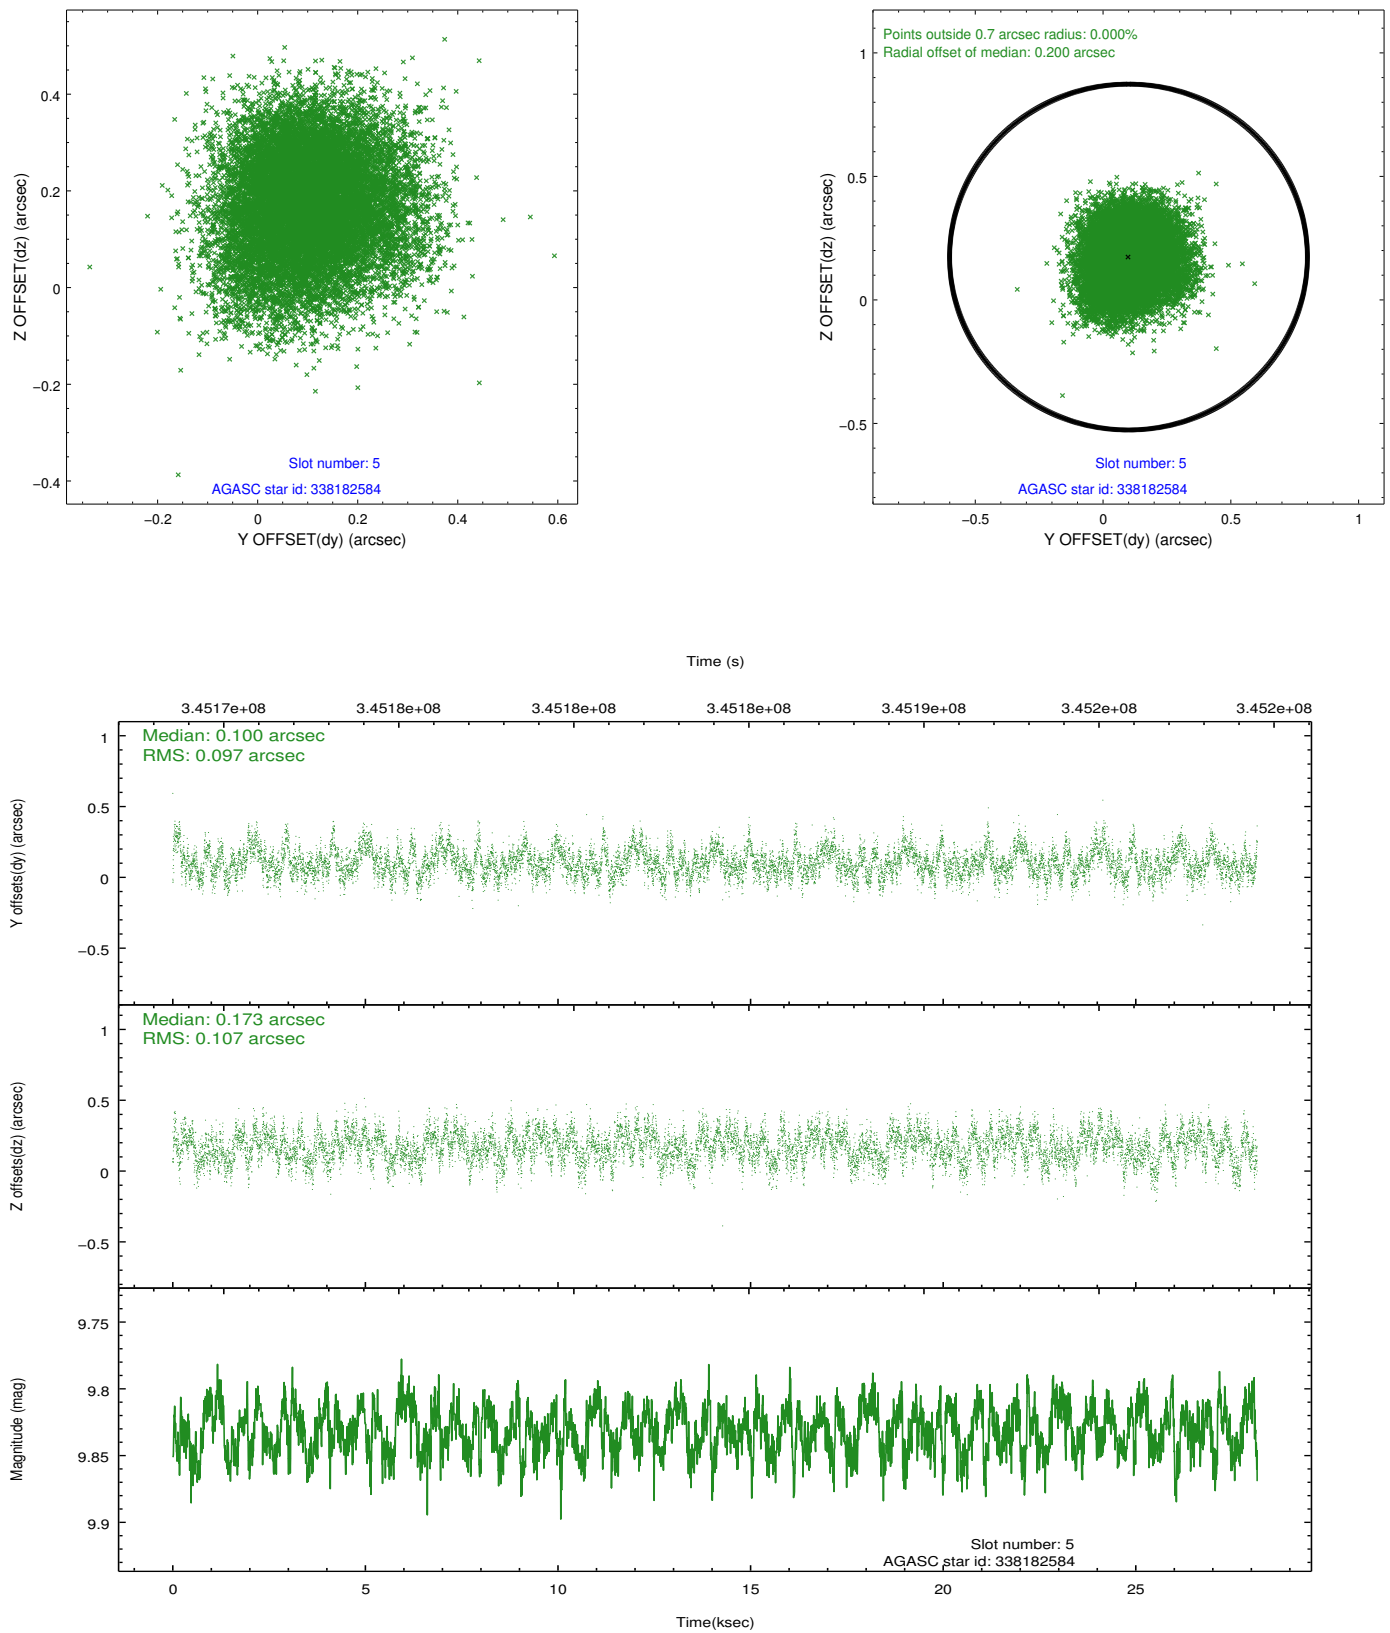 0.4
0.2
0
−0.2
−0.4
Z OFFSET(dz) (arcsec)
Slot number: 5
AGASC star id: 338182584
−0.2
0
0.2
0.4
0.6
Y OFFSET(dy) (arcsec)
Points outside 0.7 arcsec radius: 0.000%
Radial offset of median: 0.200 arcsec
1
0.5
0
−0.5
Z OFFSET(dz) (arcsec)
Slot number: 5
AGASC star id: 338182584
−0.5
0
0.5
1
Y OFFSET(dy) (arcsec)
Time (s)
3.4517e+08
3.4518e+08
3.4518e+08
3.4518e+08
3.4519e+08
3.452e+08
3.452e+08
Median: 0.100 arcsec
RMS: 0.097 arcsec
1
0.5
0
−0.5
Y offsets(dy) (arcsec)
Median: 0.173 arcsec
RMS: 0.107 arcsec
1
0.5
0
−0.5
Z offsets(dz) (arcsec)
9.75
9.8
9.85
9.9
Magnitude (mag)
Slot number: 5
AGASC star id: 338182584
0
5
10
15
20
25
Time(ksec)